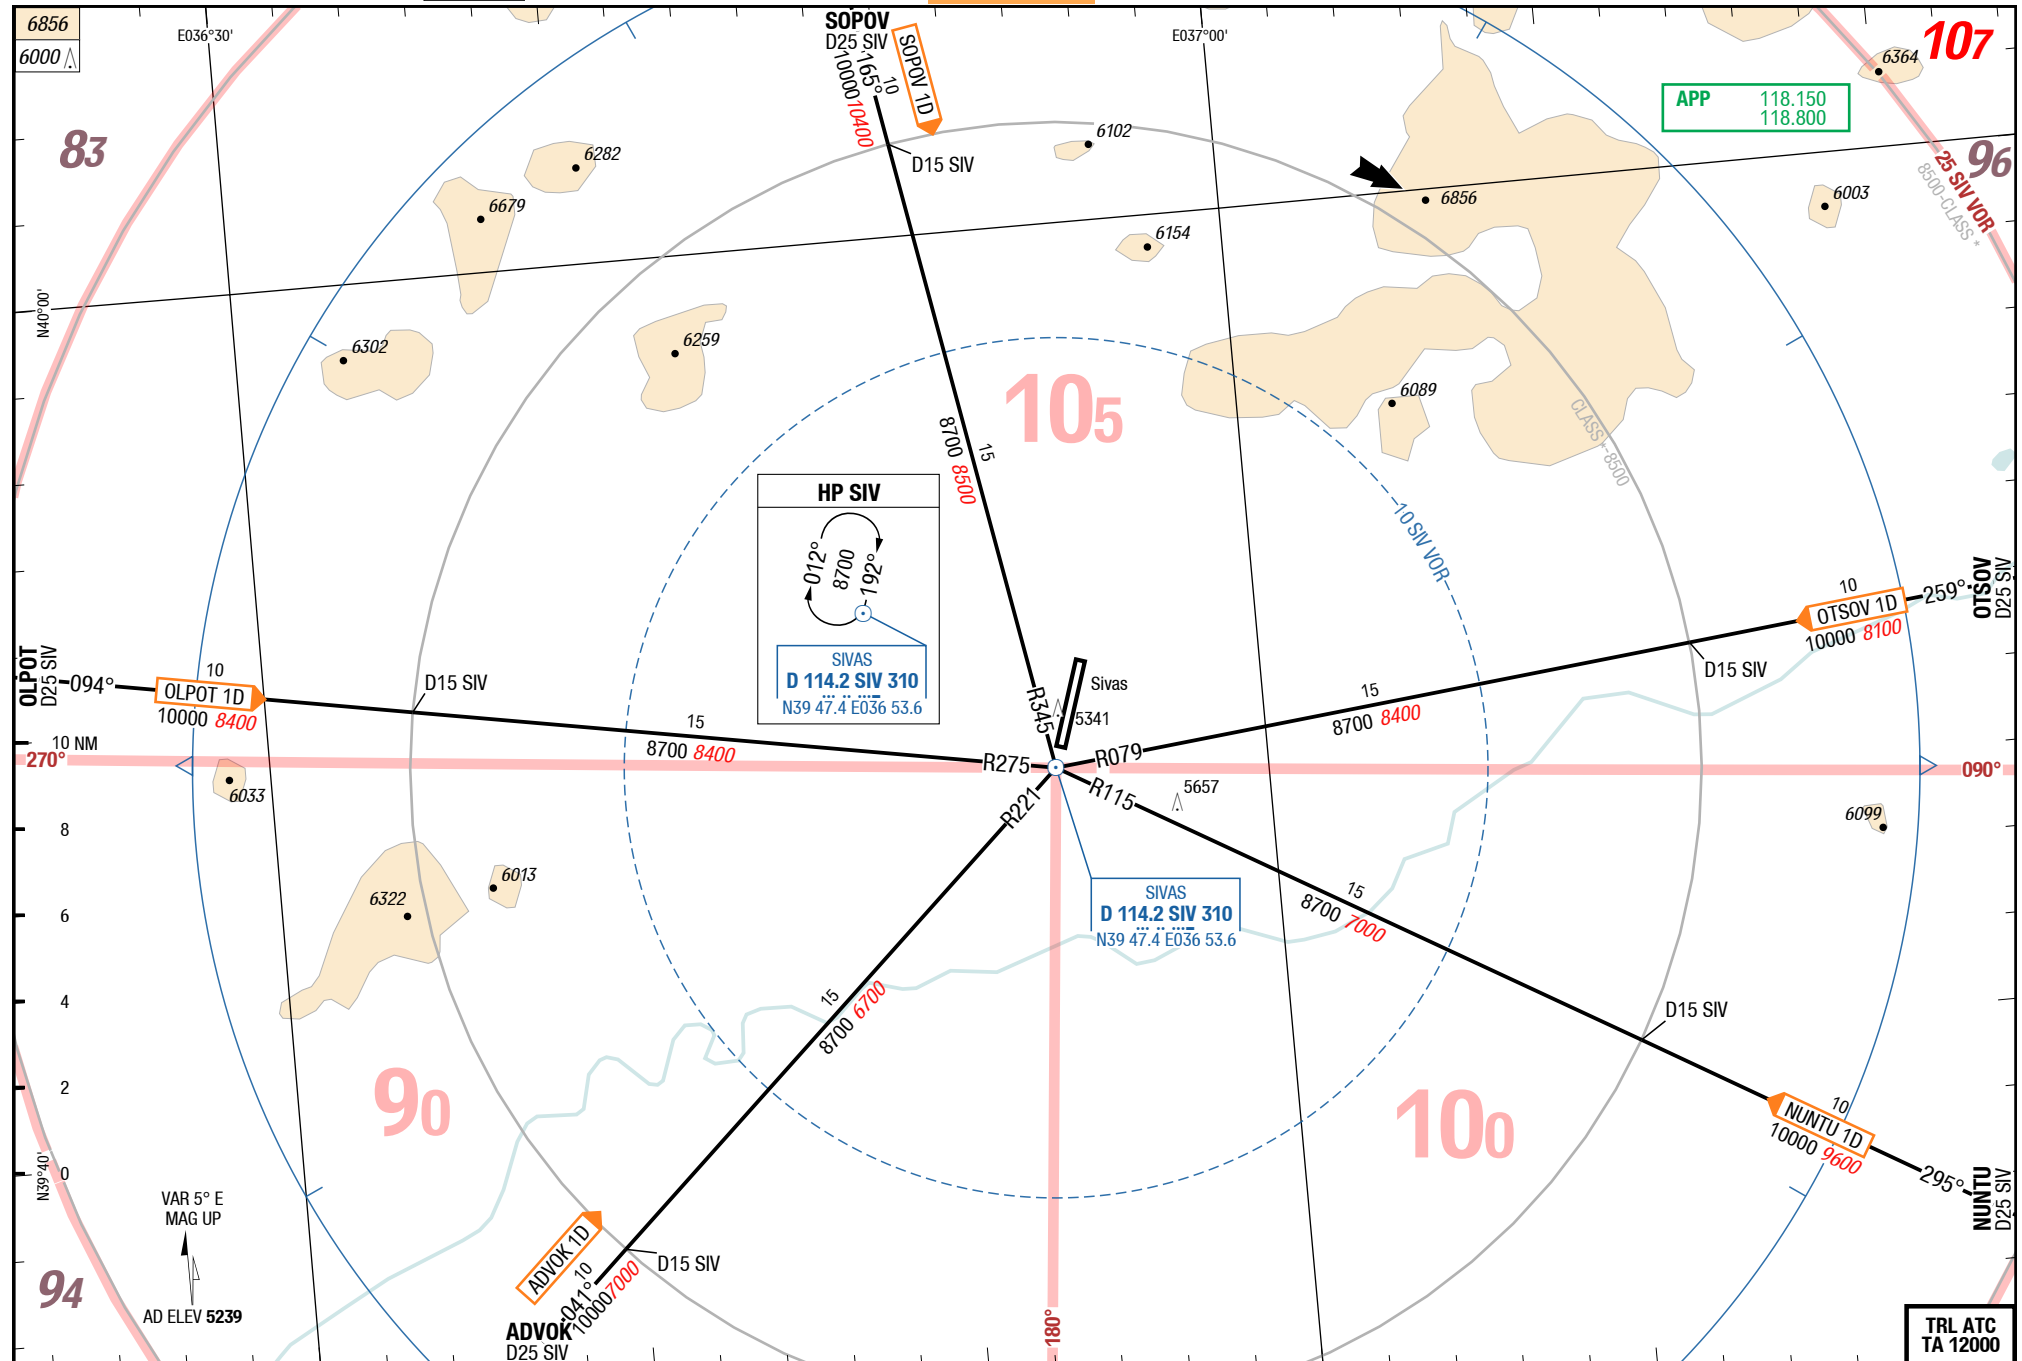 6856
6000
E036°30'
SOPOV
D25 SIV
165°
10
10000 10400
SOPOV 1D
E037°00'
107
6364
APP 118.150
118.800
83
6282
6102
D15 SIV
96
25 SIV VOR
8500-CLASS *
6679
6856
6003
6154
N40°00'
6302
6259
105
6089
CLASS *-8500
15
8700 8500
HP SIV
012°
8700
192°
SIVAS
D 114.2 SIV 310
N39 47.4 E036 53.6
10 SIV VOR
OTSOV
D25 SIV
259°
10
OTSOV 1D
10000 8100
D15 SIV
OLPOT
D25 SIV
094°
10
OLPOT 1D
10000 8400
D15 SIV
15
8700 8400
R345
Sivas
5341
15
8700 8400
10 NM
270°
R275
R079
090°
R221
R115
5657
6033
6099
8
6013
6322
15
8700 7000
SIVAS
D 114.2 SIV 310
N39 47.4 E036 53.6
6
4
15
8700 6700
D15 SIV
2
90
100
10
NUNTU 1D
10000 9600
295°
NUNTU
D25 SIV
N39°40'
0
VAR 5° E
MAG UP
94
AD ELEV 5239
ADVOK 1D
D15 SIV
10
041°
10000 7000
ADVOK
D25 SIV
180°
TRL ATC
TA 12000